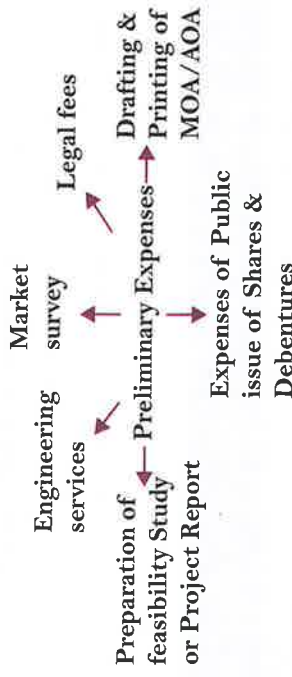 Market
survey
Engineering
services
Legal fees
Preliminary Expenses
Preparation of
feasibility Study
or Project Report
Drafting &
Printing of
MOA/AOA
Expenses of Public
issue of Shares &
Debentures